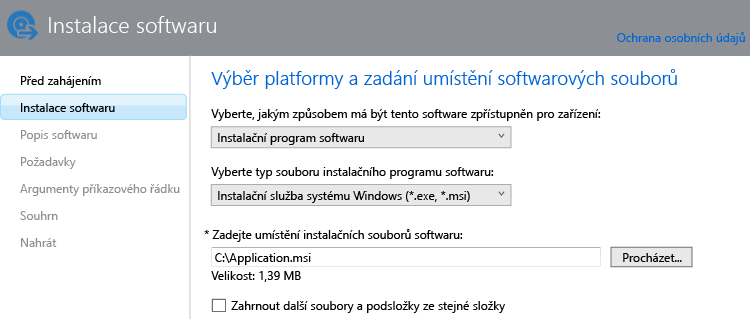 Instalace softwaru
Ochrana osobních údajů
Před zahájením
Instalace softwaru
Popis softwaru
Požadavky
Argumenty příkazového řádku
Souhrn
Nahrát
Výběr platformy a zadání umístění softwarových souborů
Vyberte, jakým způsobem má být tento software zpřístupněn pro zařízení:
Instalační program softwaru
Vyberte typ souboru instalačního programu softwaru:
Instalační služba systému Windows (*.exe, *.msi)
* Zadejte umístění instalačních souborů softwaru:
C:\Application.msi
Procházet...
Velikost: 1,39 MB
Zahrnout další soubory a podsložky ze stejné složky